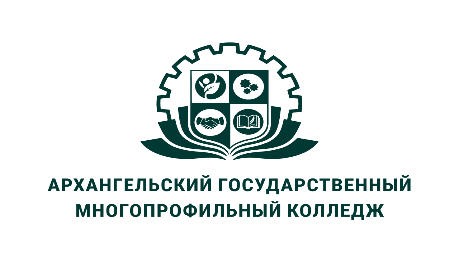 АРХАНГЕЛЬСКИЙ ГОСУДАРСТВЕННЫЙ
МНОГОПРОФИЛЬНЫЙ КОЛЛЕДЖ